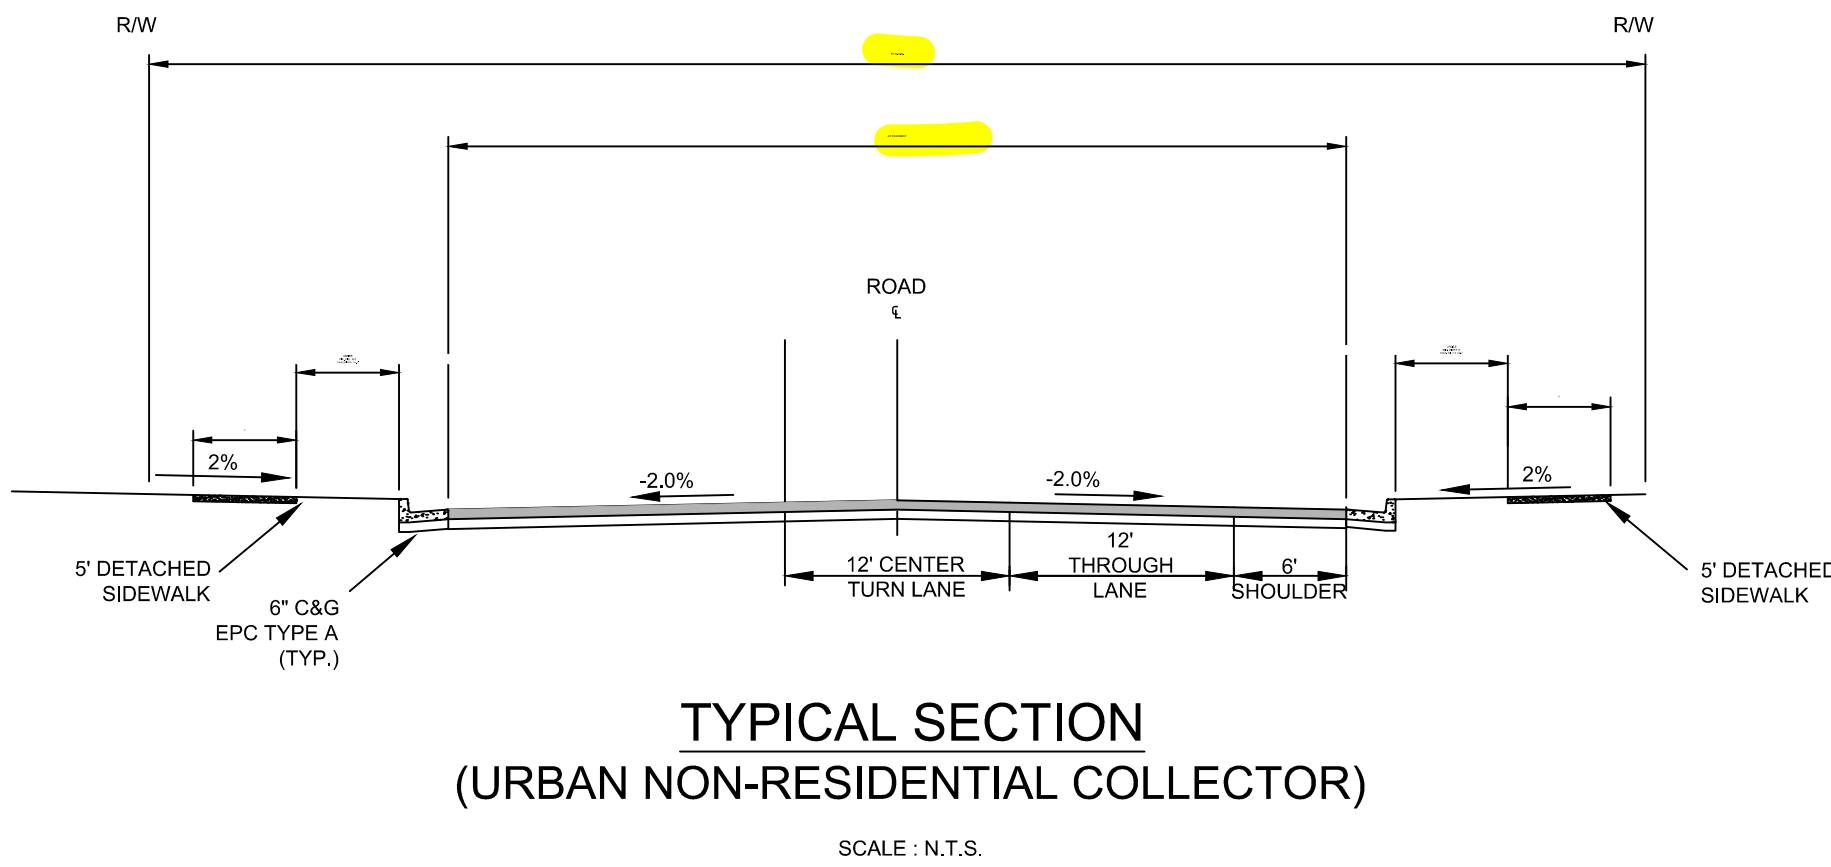 R/W
R/W
ROAD
℄
2%
-2.0%
-2.0%
2%
5' DETACHED
SIDEWALK
6" C&G
EPC TYPE A
(TYP.)
12' CENTER
TURN LANE
12'
THROUGH
LANE
6'
SHOULDER
5' DETACHED
SIDEWALK
TYPICAL SECTION
(URBAN NON-RESIDENTIAL COLLECTOR)
SCALE : N.T.S.